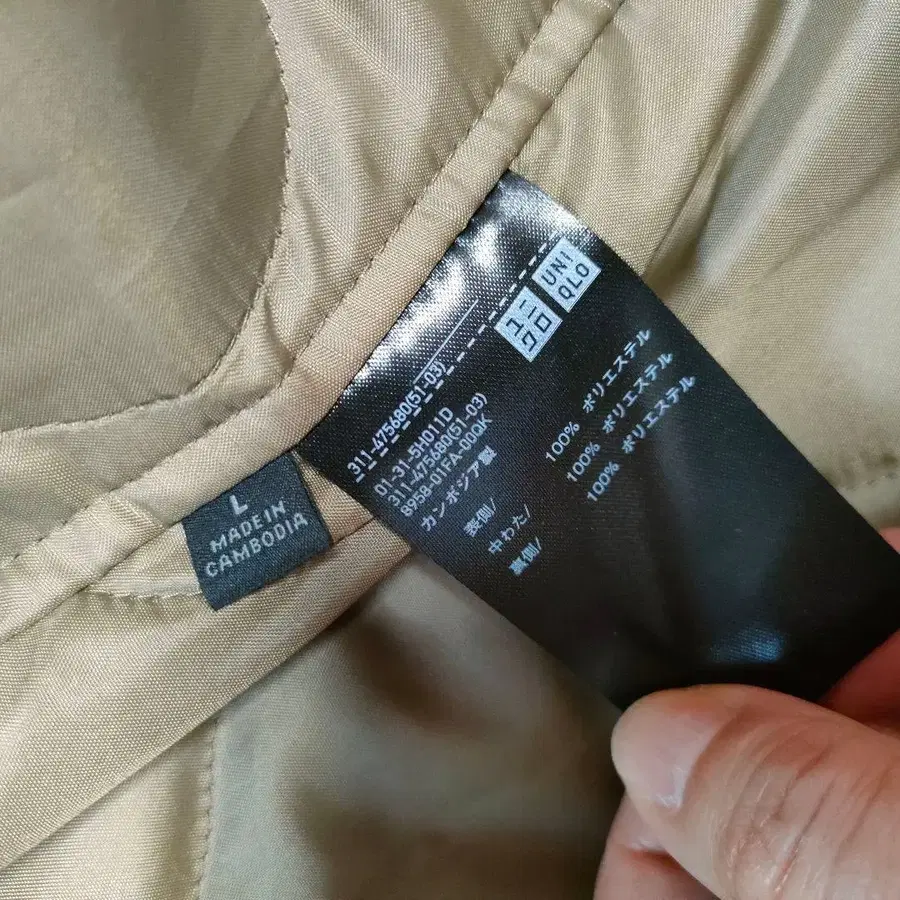 ユニ
クロ
UNI
QLO
311-475680(51-03)
01-31-5H011D
311-475680(51-03)
8958-01FA-00QK
カンボジア製
表側/ 100% ポリエステル
中わた/ 100% ポリエステル
裏側/ 100% ポリエステル
L
MADE IN
CAMBODIA